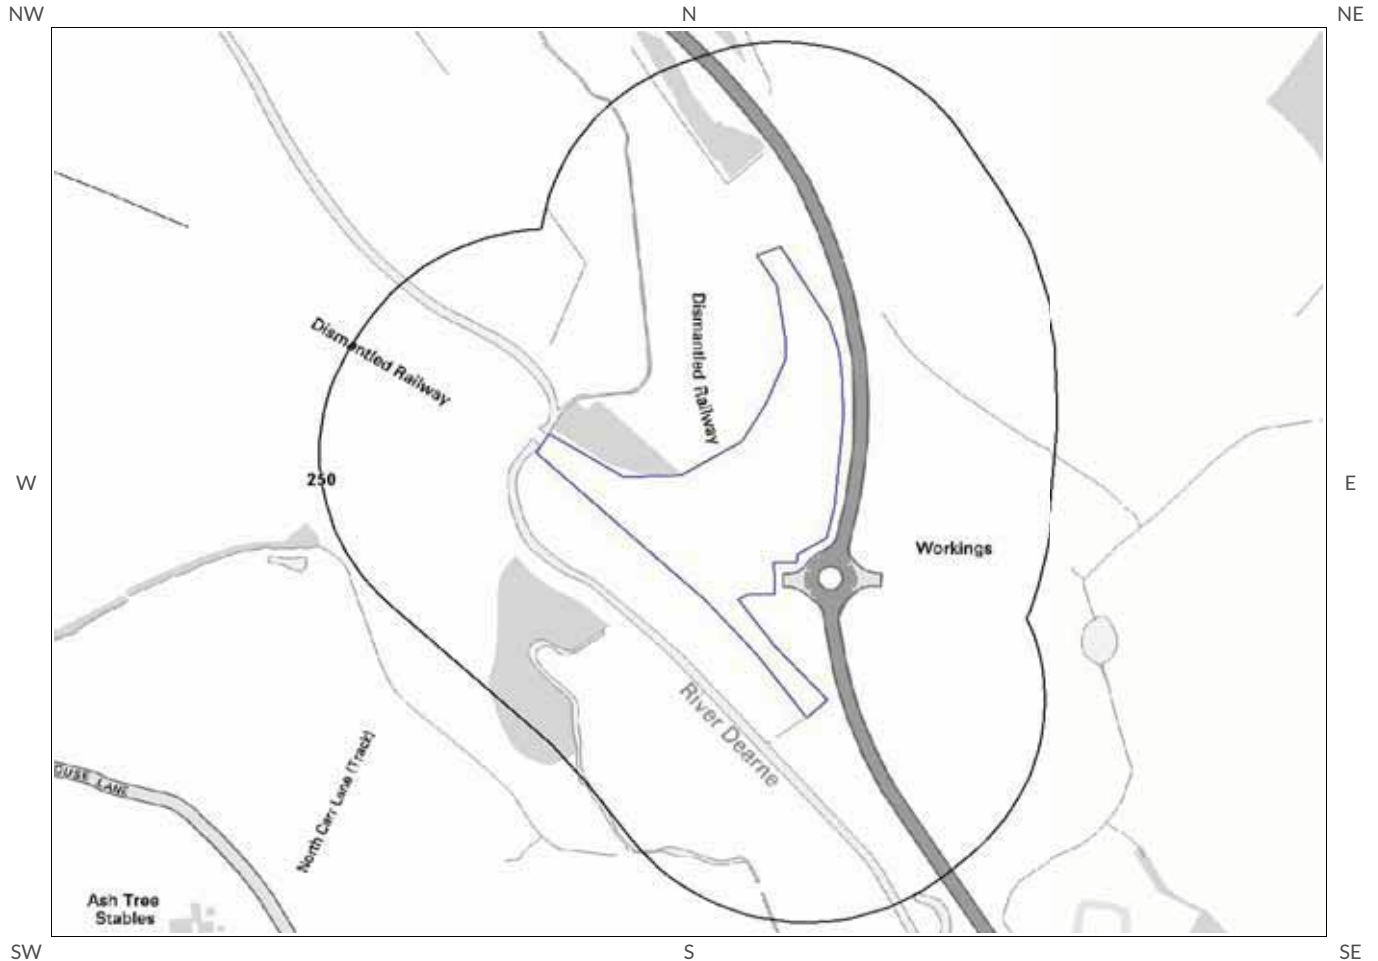 NW
N
NE
Dismantled Railway
Dismantled Railway
W
250
E
Workings
River Dearne
OUSE LANE
North Carr Lane (Track)
Ash Tree
Stables
SW
S
SE